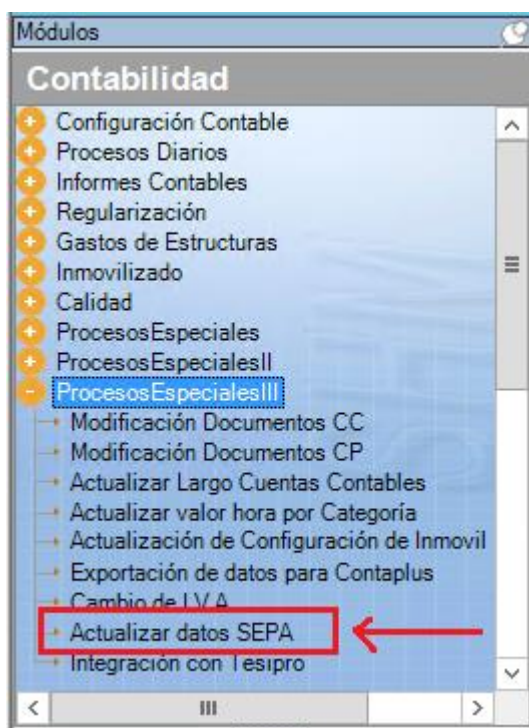 Módulos
Contabilidad
Configuración Contable
Procesos Diarios
Informes Contables
Regularización
Gastos de Estructuras
Inmovilizado
Calidad
ProcesosEspeciales
ProcesosEspecialesII
ProcesosEspecialesIII
Modificación Documentos CC
Modificación Documentos CP
Actualizar Largo Cuentas Contables
Actualizar valor hora por Categoría
Actualización de Configuración de Inmovil
Exportación de datos para Contaplus
Cambio de I.V.A
Actualizar datos SEPA
Integración con Tesipro